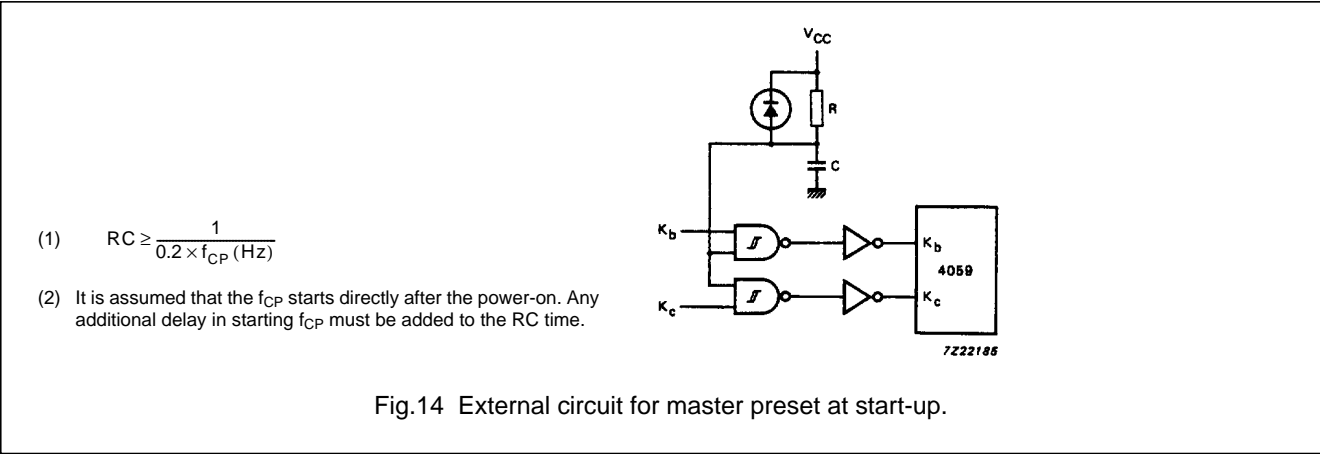 V_CC
R
C
K_b
K_b
4059
K_c
K_c
7Z22185
(1) RC ≥ 1 / (0.2 × f_CP (Hz))
(2) It is assumed that the f_CP starts directly after the power-on. Any
additional delay in starting f_CP must be added to the RC time.
Fig.14 External circuit for master preset at start-up.